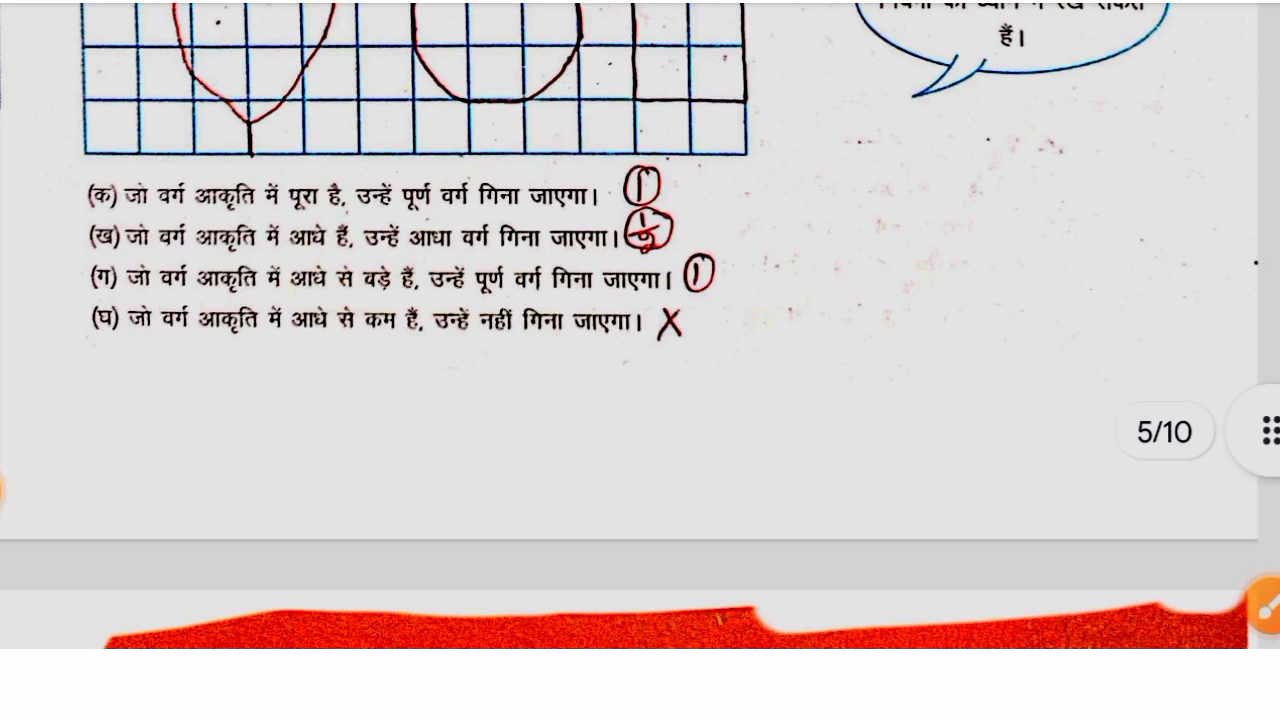 हैं।
(क) जो वर्ग आकृति में पूरा है, उन्हें पूर्ण वर्ग गिना जाएगा। 1
(ख) जो वर्ग आकृति में आधे हैं, उन्हें आधा वर्ग गिना जाएगा। 1/2
(ग) जो वर्ग आकृति में आधे से बड़े हैं, उन्हें पूर्ण वर्ग गिना जाएगा। 1
(घ) जो वर्ग आकृति में आधे से कम हैं, उन्हें नहीं गिना जाएगा। X
5/10